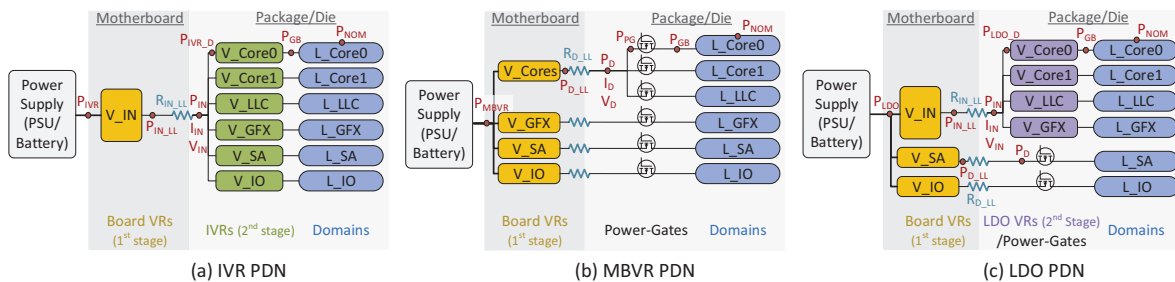 Motherboard
Package/Die
Power
Supply
(PSU/
Battery)
P_IVR
V_IN
P_IN_LL
R_IN_LL
P_IN
I_IN
V_IN
P_IVR_D
P_GB
P_NOM
V_Core0
L_Core0
V_Core1
L_Core1
V_LLC
L_LLC
V_GFX
L_GFX
V_SA
L_SA
V_IO
L_IO
Board VRs
(1st stage)
IVRs (2nd stage)
Domains
(a) IVR PDN
Motherboard
Package/Die
Power
Supply
(PSU/
Battery)
P_MBVR
V_Cores
R_D_LL
P_D_LL
P_D
I_D
V_D
P_PG
P_GB
P_NOM
L_Core0
L_Core1
L_LLC
V_GFX
L_GFX
V_SA
L_SA
V_IO
L_IO
Board VRs
(1st stage)
Power-Gates
Domains
(b) MBVR PDN
Motherboard
Package/Die
Power
Supply
(PSU/
Battery)
P_LDO
V_IN
P_IN_LL
R_IN_LL
P_IN
I_IN
V_IN
P_LDO_D
P_GB
P_NOM
V_Core0
L_Core0
V_Core1
L_Core1
V_LLC
L_LLC
V_GFX
L_GFX
V_SA
P_D_LL
P_D
L_SA
V_IO
R_D_LL
L_IO
Board VRs
(1st stage)
LDO VRs (2nd Stage)
/Power-Gates
Domains
(c) LDO PDN